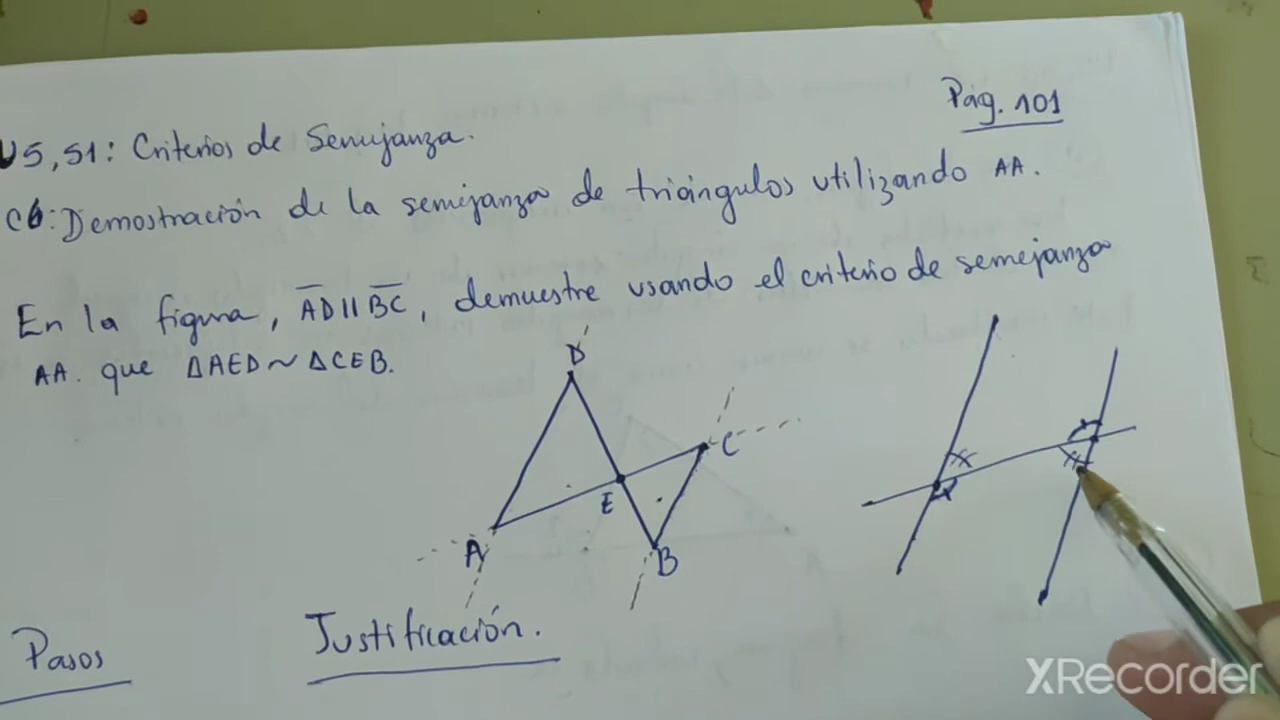 Pág. 101
U5, S1: Criterios de Semejanza.
C6: Demostración de la semejanza de triángulos utilizando AA.
En la figura, AD || BC, demuestre usando el criterio de semejanza
AA. que ΔAED ~ ΔCEB.
D
C
E
A
B
Pasos
Justificación.
XRecorder